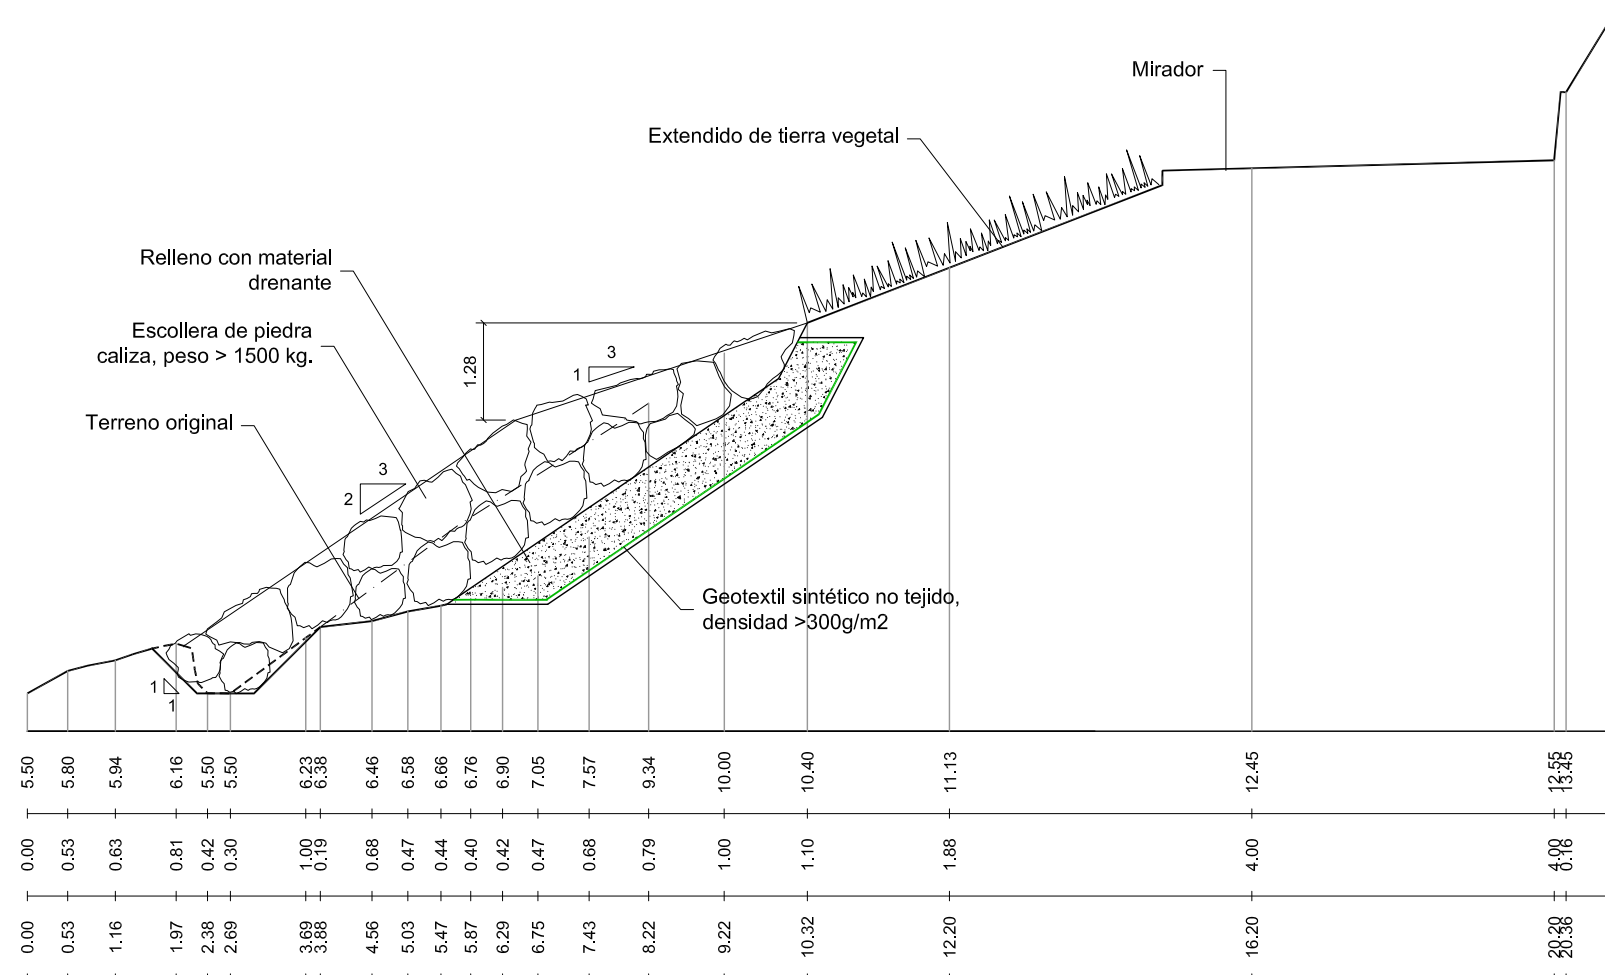 Mirador
Extendido de tierra vegetal
Relleno con material
drenante
Escollera de piedra
caliza, peso > 1500 kg.
3
1
1.28
Terreno original
3
2
Geotextil sintético no tejido,
densidad >300g/m2
1
1
5.50 5.80 5.94 6.16 5.50 5.50 6.23 6.38 6.46 6.58 6.66 6.76 6.90 7.05 7.57 9.34 10.00 10.40 11.13 12.45 12.55 13.45
0.00 0.53 0.63 0.81 0.42 0.30 1.00 0.19 0.68 0.47 0.44 0.40 0.42 0.47 0.68 0.79 1.00 1.10 1.88 4.00 4.00 0.16
0.00 0.53 1.16 1.97 2.38 2.69 3.69 3.88 4.56 5.03 5.47 5.87 6.29 6.75 7.43 8.22 9.22 10.32 12.20 16.20 20.20 20.36